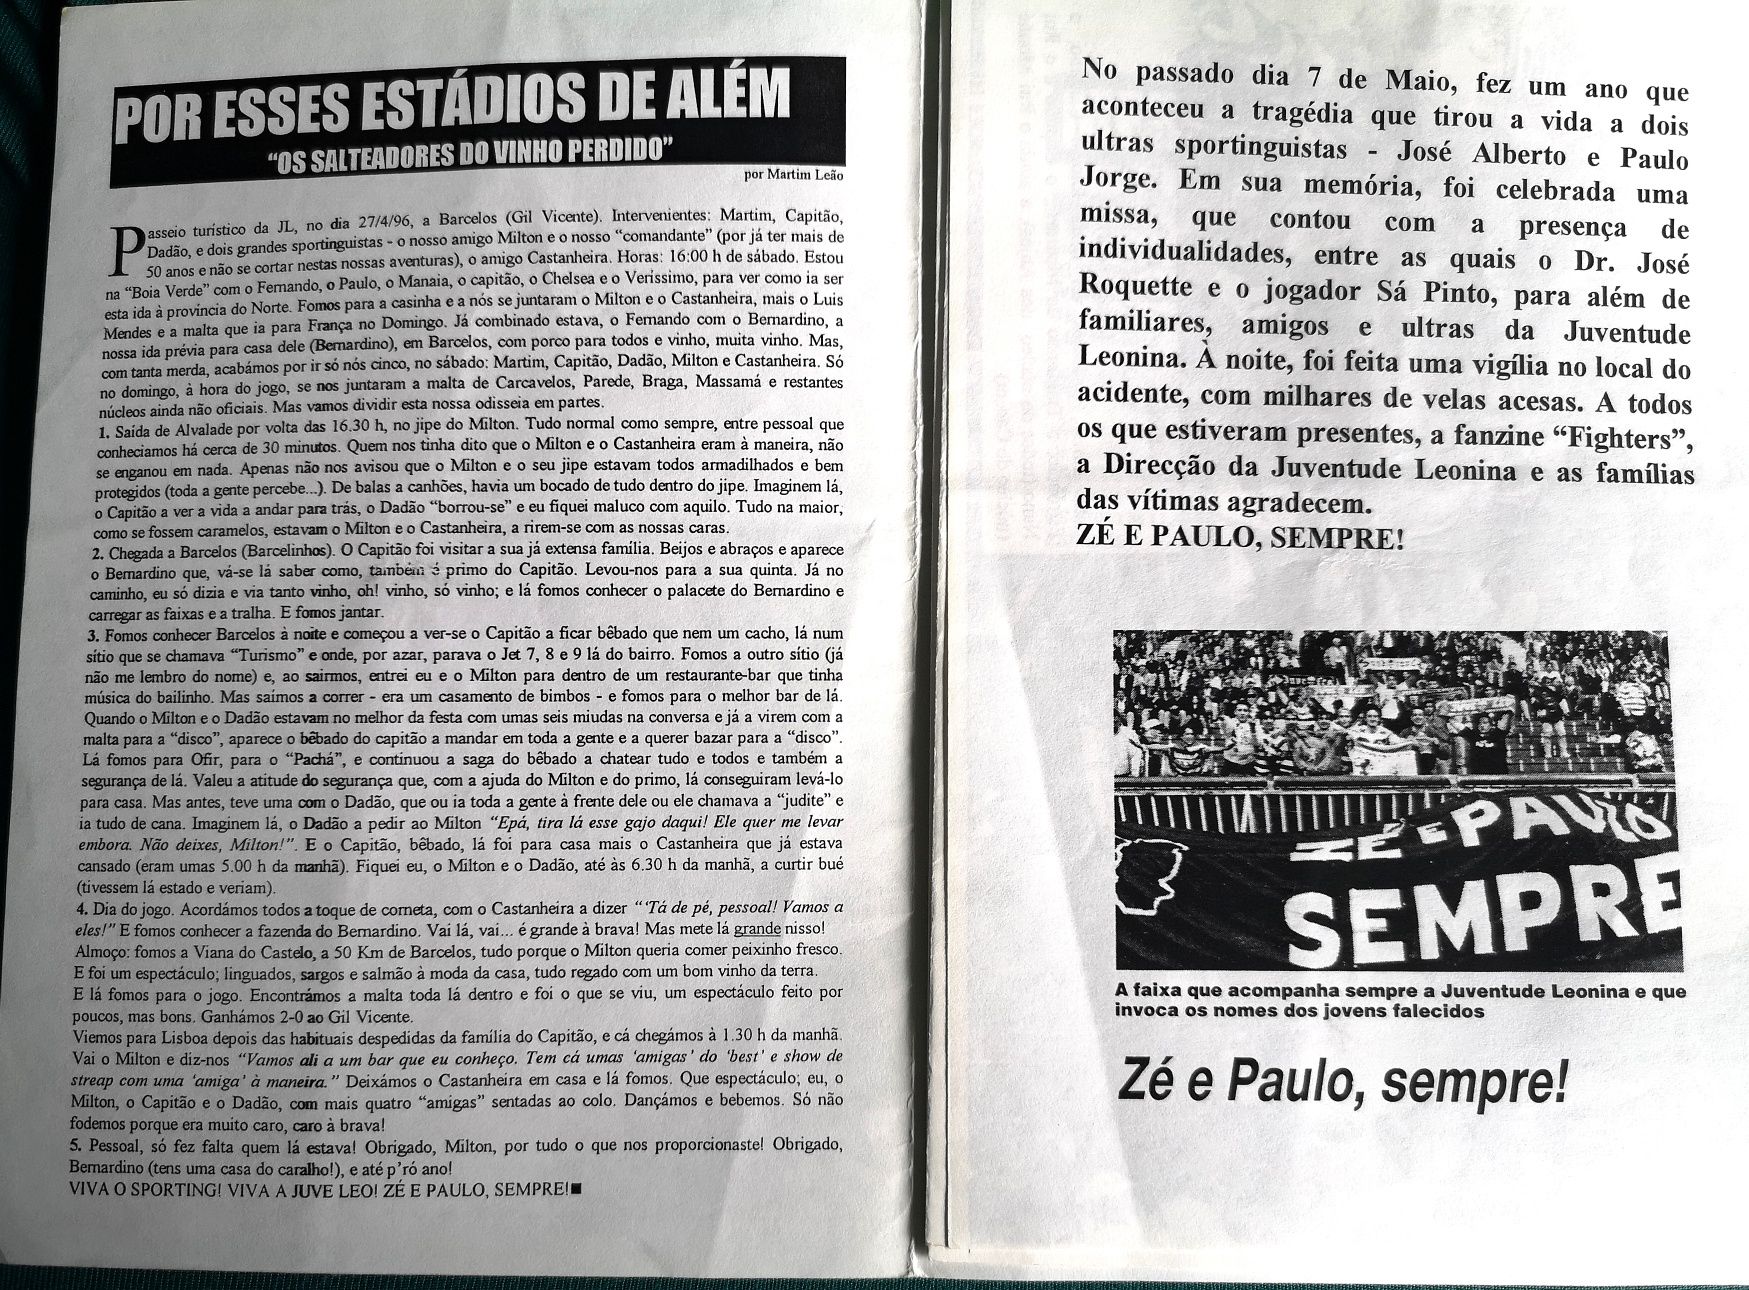 POR ESSES ESTÁDIOS DE ALÉM
“OS SALTEADORES DO VINHO PERDIDO”
por Martim Leão
Passeio turístico da JL, no dia 27/4/96, a Barcelos (Gil Vicente). Intervenientes: Martim, Capitão,
Dadão, e dois grandes sportinguistas - o nosso amigo Milton e o nosso “comandante” (por já ter mais de
50 anos e não se cortar nestas nossas aventuras), o amigo Castanheira. Horas: 16:00 h de sábado. Estou
na “Boia Verde” com o Fernando, o Paulo, o Manaia, o capitão, o Chelsea e o Veríssimo, para ver como ia ser
esta ida à província do Norte. Fomos para a casinha e a nós se juntaram o Milton e o Castanheira, mais o Luis
Mendes e a malta que ia para França no Domingo. Já combinado estava, o Fernando com o Bernardino, a
nossa ida prévia para casa dele (Bernardino), em Barcelos, com porco para todos e vinho, muita vinho. Mas,
com tanta merda, acabámos por ir só nós cinco, no sábado: Martim, Capitão, Dadão, Milton e Castanheira. Só
no domingo, à hora do jogo, se nos juntaram a malta de Carcavelos, Parede, Braga, Massamá e restantes
núcleos ainda não oficiais. Mas vamos dividir esta nossa odisseia em partes.
1. Saída de Alvalade por volta das 16.30 h, no jipe do Milton. Tudo normal como sempre, entre pessoal que
conheciamos há cerca de 30 minutos. Quem nos tinha dito que o Milton e o Castanheira eram à maneira, não
se enganou em nada. Apenas não nos avisou que o Milton e o seu jipe estavam todos armadilhados e bem
protegidos (toda a gente percebe...). De balas a canhões, havia um bocado de tudo dentro do jipe. Imaginem lá,
o Capitão a ver a vida a andar para trás, o Dadão “borrou-se” e eu fiquei maluco com aquilo. Tudo na maior,
como se fossem caramelos, estavam o Milton e o Castanheira, a rirem-se com as nossas caras.
2. Chegada a Barcelos (Barcelinhos). O Capitão foi visitar a sua já extensa família. Beijos e abraços e aparece
o Bernardino que, vá-se lá saber como, também é primo do Capitão. Levou-nos para a sua quinta. Já no
caminho, eu só dizia e via tanto vinho, oh! vinho, só vinho; e lá fomos conhecer o palacete do Bernardino e
carregar as faixas e a tralha. E fomos jantar.
3. Fomos conhecer Barcelos à noite e começou a ver-se o Capitão a ficar bêbado que nem um cacho, lá num
sítio que se chamava “Turismo” e onde, por azar, parava o Jet 7, 8 e 9 lá do bairro. Fomos a outro sítio (já
não me lembro do nome) e, ao sairmos, entrei eu e o Milton para dentro de um restaurante-bar que tinha
música do bailinho. Mas saímos a correr - era um casamento de bimbos - e fomos para o melhor bar de lá.
Quando o Milton e o Dadão estavam no melhor da festa com umas seis miudas na conversa e já a virem com a
malta para a “disco”, aparece o bêbado do capitão a mandar em toda a gente e a querer bazar para a “disco”.
Lá fomos para Ofir, para o “Pachá”, e continuou a saga do bêbado a chatear tudo e todos e também a
segurança de lá. Valeu a atitude do segurança que, com a ajuda do Milton e do primo, lá conseguiram levá-lo
para casa. Mas antes, teve uma com o Dadão, que ou ia toda a gente à frente dele ou ele chamava a “judite” e
ia tudo de cana. Imaginem lá, o Dadão a pedir ao Milton “Epá, tira lá esse gajo daqui! Ele quer me levar
embora. Não deixes, Milton!”. E o Capitão, bêbado, lá foi para casa mais o Castanheira que já estava
cansado (eram umas 5.00 h da manhã). Fiquei eu, o Milton e o Dadão, até às 6.30 h da manhã, a curtir bué
(tivessem lá estado e veriam).
4. Dia do jogo. Acordámos todos a toque de corneta, com o Castanheira a dizer “‘Tá de pé, pessoal! Vamos a
eles!” E fomos conhecer a fazenda do Bernardino. Vai lá, vai... é grande à brava! Mas mete lá grande nisso!
Almoço: fomos a Viana do Castelo, a 50 Km de Barcelos, tudo porque o Milton queria comer peixinho fresco.
E foi um espectáculo; linguados, sargos e salmão à moda da casa, tudo regado com um bom vinho da terra.
E lá fomos para o jogo. Encontrámos a malta toda lá dentro e foi o que se viu, um espectáculo feito por
poucos, mas bons. Ganhámos 2-0 ao Gil Vicente.
Viemos para Lisboa depois das habituais despedidas da família do Capitão, e cá chegámos à 1.30 h da manhã.
Vai o Milton e diz-nos “Vamos ali a um bar que eu conheço. Tem cá umas ‘amigas’ do ‘best’ e show de
streap com uma ‘amiga’ à maneira.” Deixámos o Castanheira em casa e lá fomos. Que espectáculo; eu, o
Milton, o Capitão e o Dadão, com mais quatro “amigas” sentadas ao colo. Dançámos e bebemos. Só não
fodemos porque era muito caro, caro à brava!
5. Pessoal, só fez falta quem lá estava! Obrigado, Milton, por tudo o que nos proporcionaste! Obrigado,
Bernardino (tens uma casa do caralho!), e até p’ró ano!
VIVA O SPORTING! VIVA A JUVE LEO! ZÉ E PAULO, SEMPRE!■
No passado dia 7 de Maio, fez um ano que
aconteceu a tragédia que tirou a vida a dois
ultras sportinguistas - José Alberto e Paulo
Jorge. Em sua memória, foi celebrada uma
missa, que contou com a presença de
individualidades, entre as quais o Dr. José
Roquette e o jogador Sá Pinto, para além de
familiares, amigos e ultras da Juventude
Leonina. À noite, foi feita uma vigília no local do
acidente, com milhares de velas acesas. A todos
os que estiveram presentes, a fanzine “Fighters”,
a Direcção da Juventude Leonina e as famílias
das vítimas agradecem.
ZÉ E PAULO, SEMPRE!
ZÉ E PAULO
SEMPRE
A faixa que acompanha sempre a Juventude Leonina e que
invoca os nomes dos jovens falecidos
Zé e Paulo, sempre!